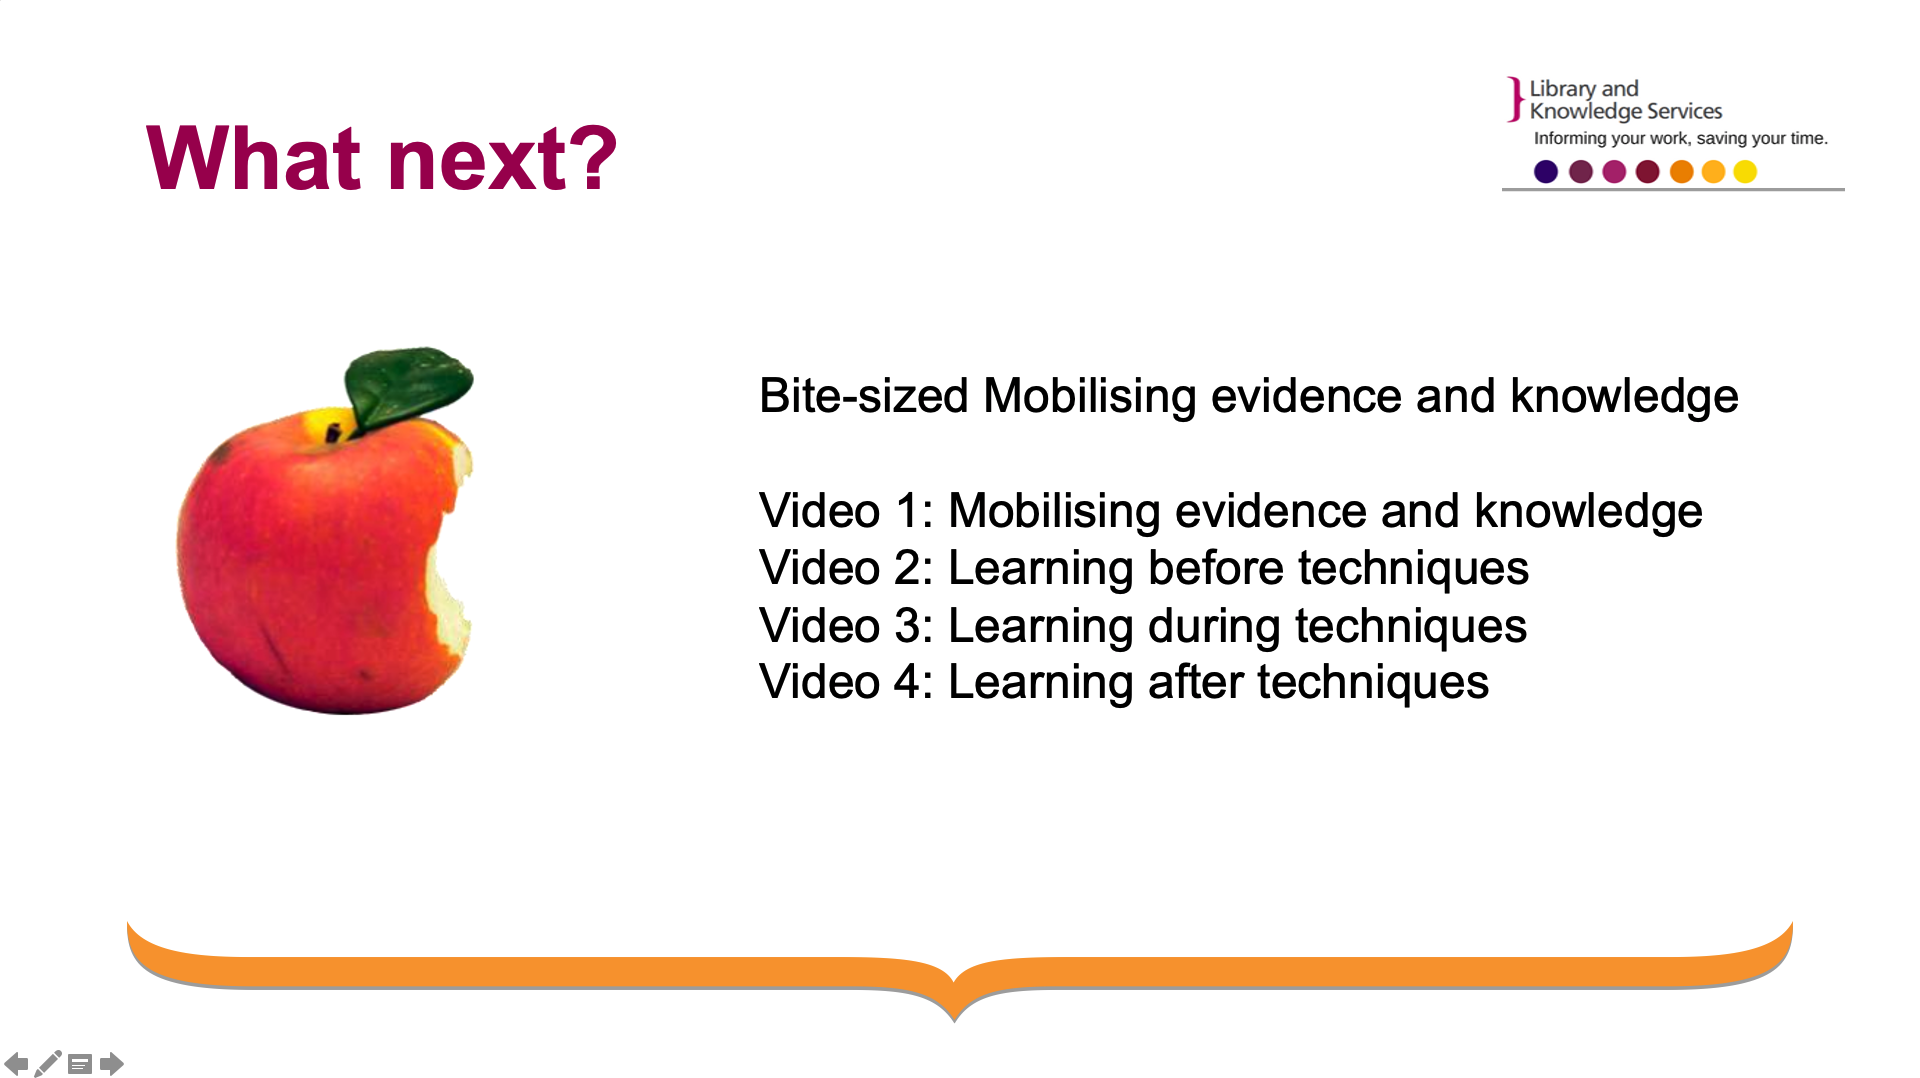 What next?
Library and
Knowledge Services
Informing your work, saving your time.
Bite-sized Mobilising evidence and knowledge
Video 1: Mobilising evidence and knowledge
Video 2: Learning before techniques
Video 3: Learning during techniques
Video 4: Learning after techniques